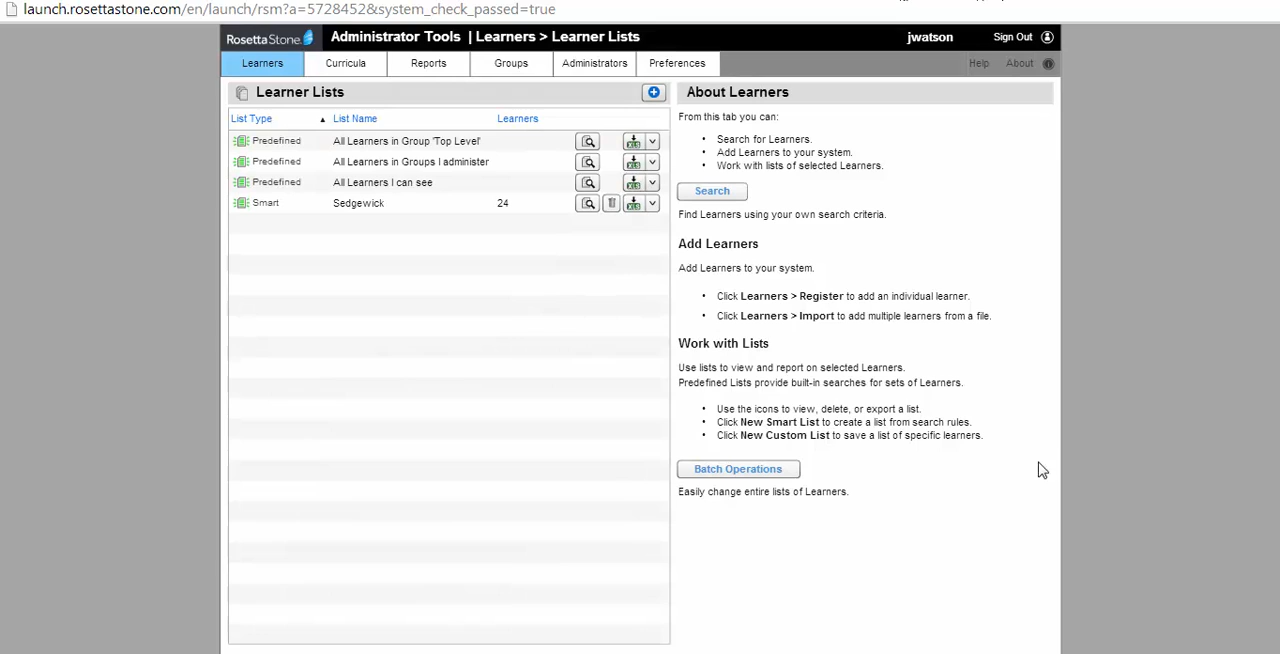 launch.rosettastone.com/en/launch/rsm?a=5728452&system_check_passed=true
RosettaStone Administrator Tools | Learners > Learner Lists jwatson Sign Out
Learners Curricula Reports Groups Administrators Preferences Help About
Learner Lists
List Type List Name Learners
Predefined All Learners in Group 'Top Level'
XLS
Predefined All Learners in Groups I administer
XLS
Predefined All Learners I can see
XLS
Smart Sedgewick 24
XLS
About Learners
From this tab you can:
• Search for Learners.
• Add Learners to your system.
• Work with lists of selected Learners.
Search
Find Learners using your own search criteria.
Add Learners
Add Learners to your system.
• Click Learners > Register to add an individual learner.
• Click Learners > Import to add multiple learners from a file.
Work with Lists
Use lists to view and report on selected Learners.
Predefined Lists provide built-in searches for sets of Learners.
• Use the icons to view, delete, or export a list.
• Click New Smart List to create a list from search rules.
• Click New Custom List to save a list of specific learners.
Batch Operations
Easily change entire lists of Learners.